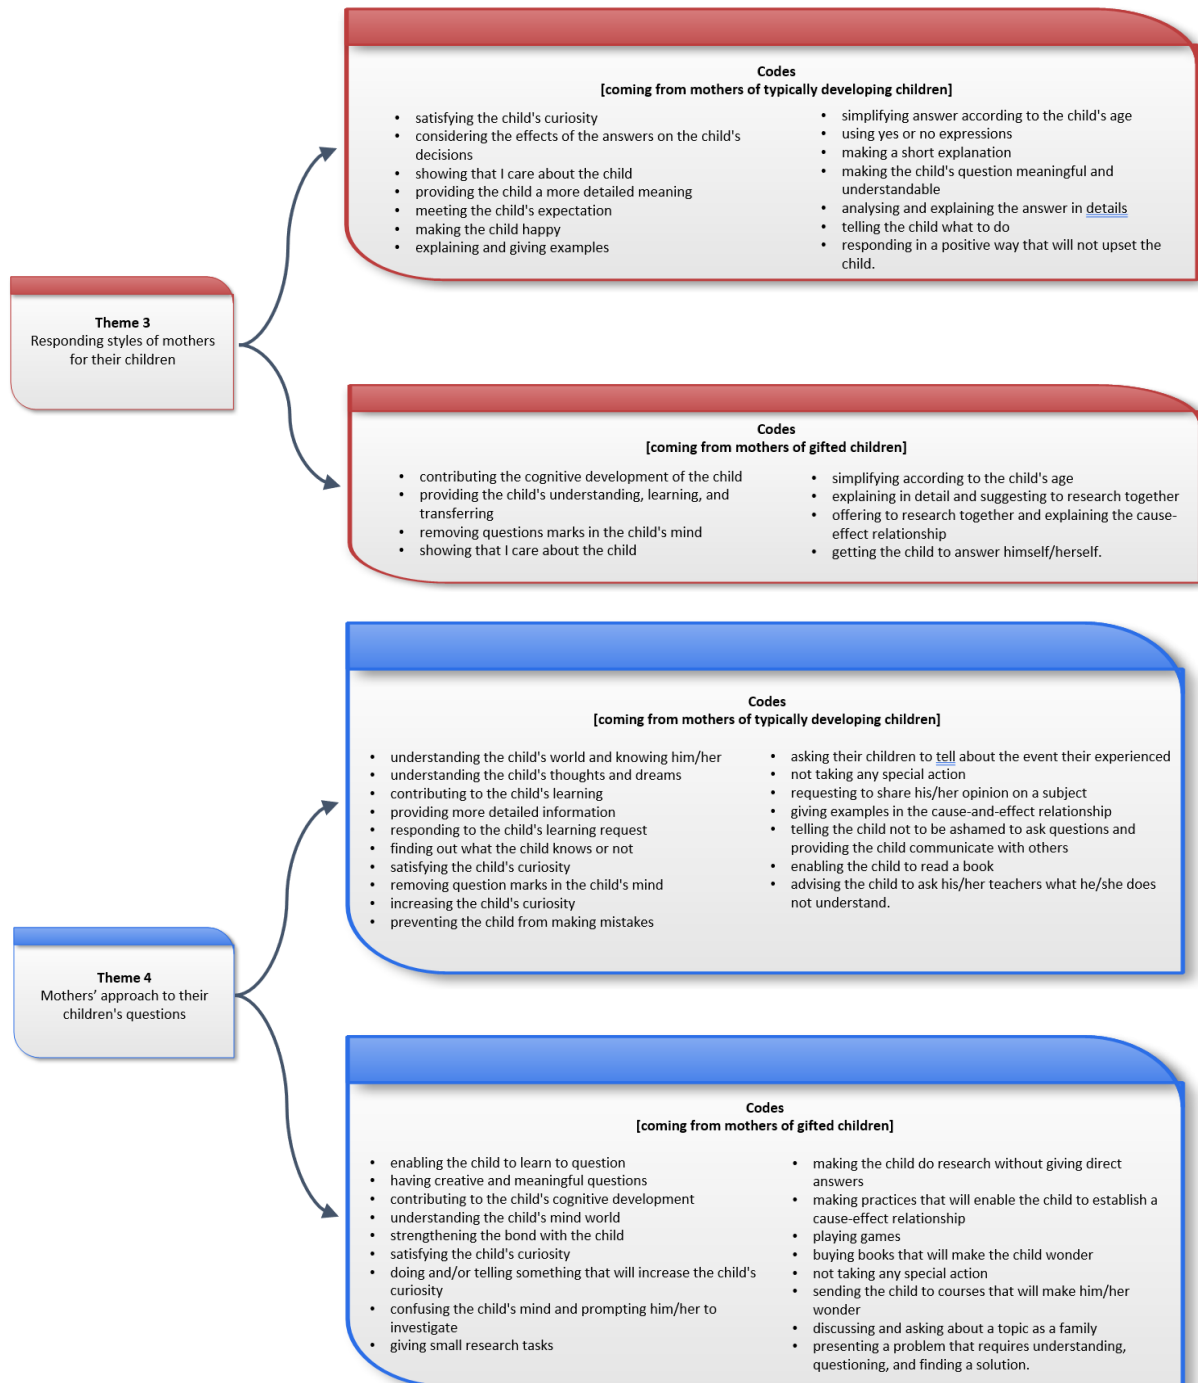 Codes
[coming from mothers of typically developing children]
• satisfying the child's curiosity
• considering the effects of the answers on the child's
decisions
• showing that I care about the child
• providing the child a more detailed meaning
• meeting the child's expectation
• making the child happy
• explaining and giving examples
• simplifying answer according to the child's age
• using yes or no expressions
• making a short explanation
• making the child's question meaningful and
understandable
• analysing and explaining the answer in details
• telling the child what to do
• responding in a positive way that will not upset the
child.
Theme 3
Responding styles of mothers
for their children
Codes
[coming from mothers of gifted children]
• contributing the cognitive development of the child
• providing the child's understanding, learning, and
transferring
• removing questions marks in the child's mind
• showing that I care about the child
• simplifying according to the child's age
• explaining in detail and suggesting to research together
• offering to research together and explaining the cause-
effect relationship
• getting the child to answer himself/herself.
Codes
[coming from mothers of typically developing children]
• understanding the child's world and knowing him/her
• understanding the child's thoughts and dreams
• contributing to the child's learning
• providing more detailed information
• responding to the child's learning request
• finding out what the child knows or not
• satisfying the child's curiosity
• removing question marks in the child's mind
• increasing the child's curiosity
• preventing the child from making mistakes
• asking their children to tell about the event their experienced
• not taking any special action
• requesting to share his/her opinion on a subject
• giving examples in the cause-and-effect relationship
• telling the child not to be ashamed to ask questions and
providing the child communicate with others
• enabling the child to read a book
• advising the child to ask his/her teachers what he/she does
not understand.
Theme 4
Mothers' approach to their
children's questions
Codes
[coming from mothers of gifted children]
• enabling the child to learn to question
• having creative and meaningful questions
• contributing to the child's cognitive development
• understanding the child's mind world
• strengthening the bond with the child
• satisfying the child's curiosity
• doing and/or telling something that will increase the child's
curiosity
• confusing the child's mind and prompting him/her to
investigate
• giving small research tasks
• making the child do research without giving direct
answers
• making practices that will enable the child to establish a
cause-effect relationship
• playing games
• buying books that will make the child wonder
• not taking any special action
• sending the child to courses that will make him/her
wonder
• discussing and asking about a topic as a family
• presenting a problem that requires understanding,
questioning, and finding a solution.